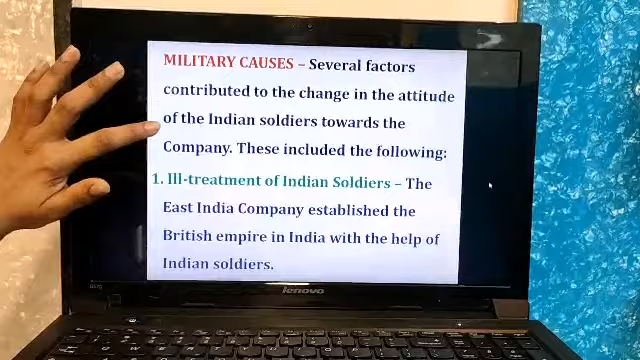 MILITARY CAUSES – Several factors
contributed to the change in the attitude
of the Indian soldiers towards the
Company. These included the following:
1. Ill-treatment of Indian Soldiers – The
East India Company established the
British empire in India with the help of
Indian soldiers.
lenovo